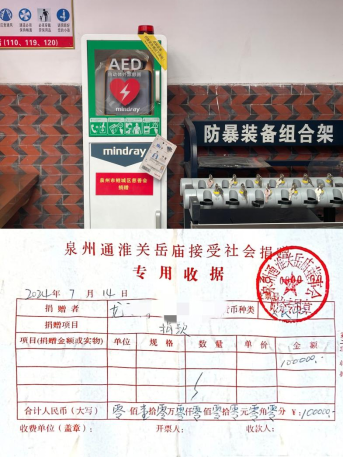 (110、119、120)
AED
自动体外除颤器
mindray
mindray
泉州市鲤城区慈善会
捐赠
防暴装备组合架
泉州通淮关岳庙接受社会捐
专用收据
2024年7月14日
捐赠者
币种类
捐赠项目
捐款
项目(捐赠金额或实物) 单位 规格 数量 单价 金额
100000.-
合计人民币(大写) 零佰壹拾零万零仟零佰零拾零元零角零分 ¥:100000.-
收费单位(盖章): 开票人: 收款人: